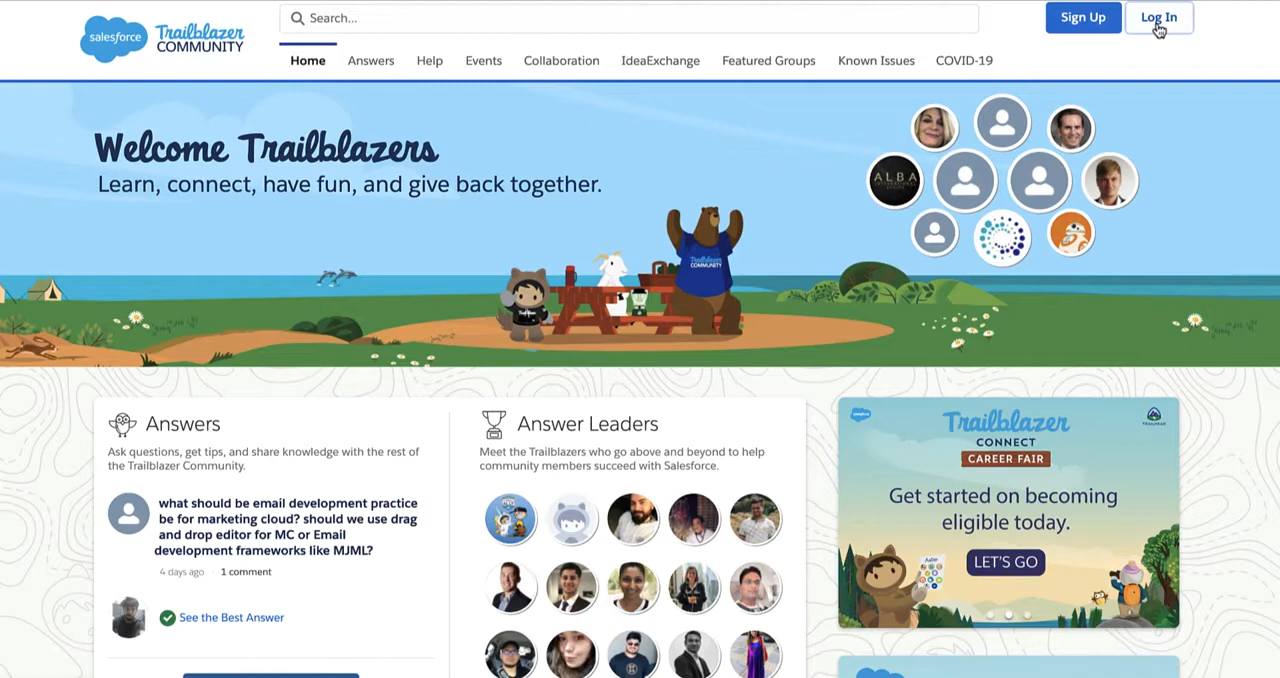 salesforce
Trailblazer
COMMUNITY
Search...
Sign Up
Log In
Home
Answers
Help
Events
Collaboration
IdeaExchange
Featured Groups
Known Issues
COVID-19
Welcome Trailblazers
Learn, connect, have fun, and give back together.
ALBA
Trailblazer
COMMUNITY
Answers
Ask questions, get tips, and share knowledge with the rest of
the Trailblazer Community.
what should be email development practice
be for marketing cloud? should we use drag
and drop editor for MC or Email
development frameworks like MJML?
4 days ago · 1 comment
See the Best Answer
Answer Leaders
Meet the Trailblazers who go above and beyond to help
community members succeed with Salesforce.
Trailblazer
CONNECT
CAREER FAIR
Get started on becoming
eligible today.
LET'S GO